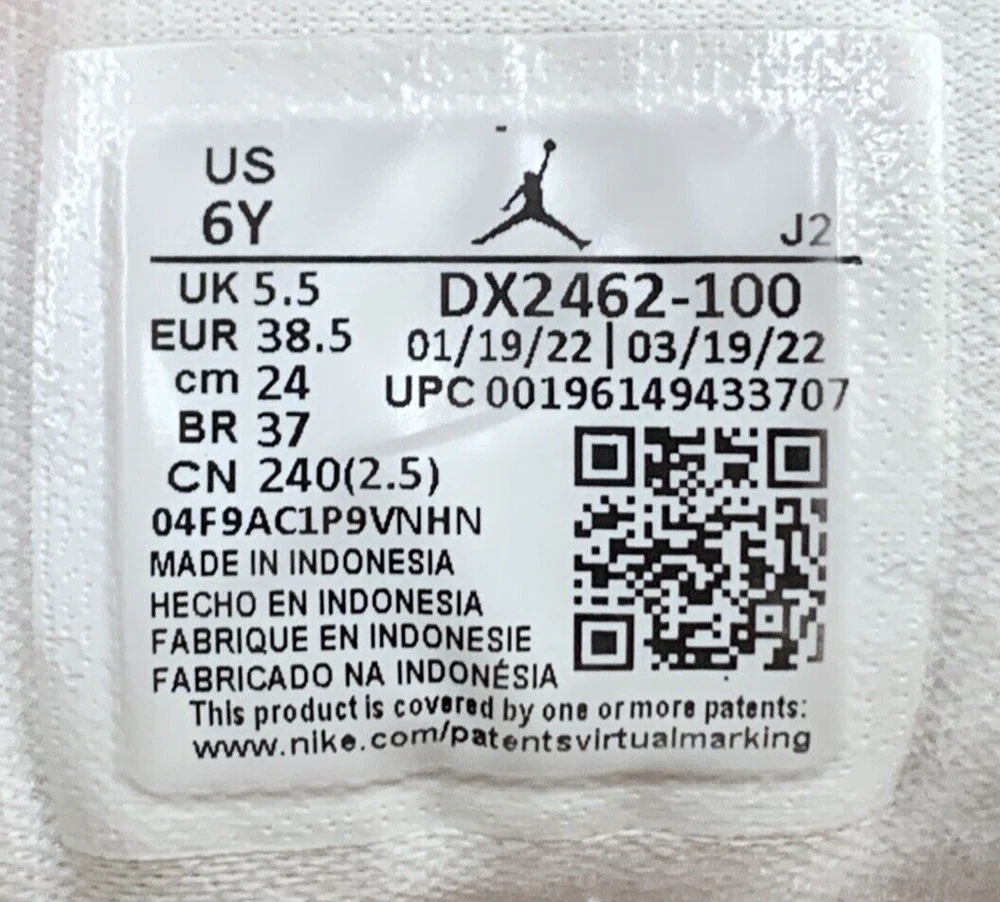 US
6Y
J2
UK 5.5
EUR 38.5
cm 24
BR 37
CN 240(2.5)
DX2462-100
01/19/22 | 03/19/22
UPC 00196149433707
04F9AC1P9VNHN
MADE IN INDONESIA
HECHO EN INDONESIA
FABRIQUE EN INDONESIE
FABRICADO NA INDONÉSIA
This product is covered by one or more patents:
www.nike.com/patentsvirtualmarking